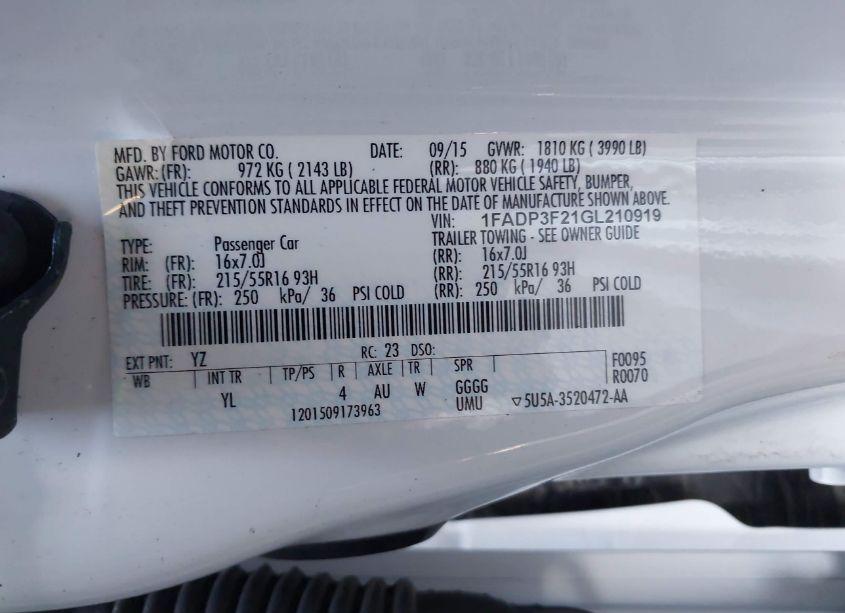 MFD. BY FORD MOTOR CO. DATE: 09/15 GVWR: 1810 KG ( 3990 LB)
GAWR: (FR): 972 KG ( 2143 LB) (RR): 880 KG ( 1940 LB)
THIS VEHICLE CONFORMS TO ALL APPLICABLE FEDERAL MOTOR VEHICLE SAFETY, BUMPER,
AND THEFT PREVENTION STANDARDS IN EFFECT ON THE DATE OF MANUFACTURE SHOWN ABOVE.
VIN: 1FADP3F21GL210919
TYPE: Passenger Car TRAILER TOWING - SEE OWNER GUIDE
RIM: (FR): 16x7.0J (RR): 16x7.0J
TIRE: (FR): 215/55R16 93H (RR): 215/55R16 93H
PRESSURE: (FR): 250 kPa/ 36 PSI COLD (RR): 250 kPa/ 36 PSI COLD
EXT PNT: YZ RC: 23 DSO: F0095
WB INT TR TP/PS R AXLE TR SPR R0070
YL 4 AU W GGGG
1201509173963 UMU ▽5U5A-3520472-AA